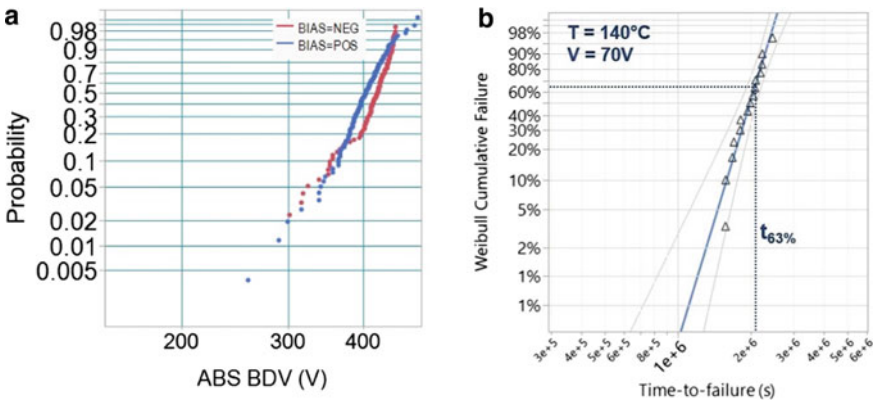 a
BIAS=NEG
BIAS=POS
0.98
0.9
0.7
0.5
0.3
0.2
0.1
0.05
0.02
0.01
0.005
Probability
200 300 400
ABS BDV (V)
b
T = 140°C
V = 70V
98%
90%
80%
60%
40%
30%
20%
10%
5%
2%
1%
1%
Weibull Cumulative Failure
t63%
3e+5 4e+5 5e+5 6e+5 8e+5 1e+6 2e+6 3e+6 4e+6 5e+6 6e+6
Time-to-failure (s)